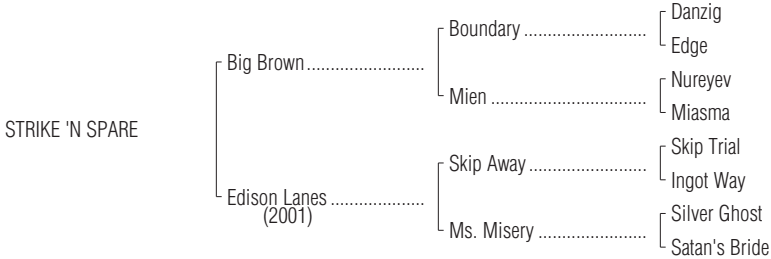 Danzig
Boundary ..........................
Edge
Big Brown.........................
Nureyev
Mien .................................
Miasma
STRIKE 'N SPARE
Skip Trial
Skip Away .........................
Ingot Way
Edison Lanes ....................
(2001)
Silver Ghost
Ms. Misery .......................
Satan's Bride